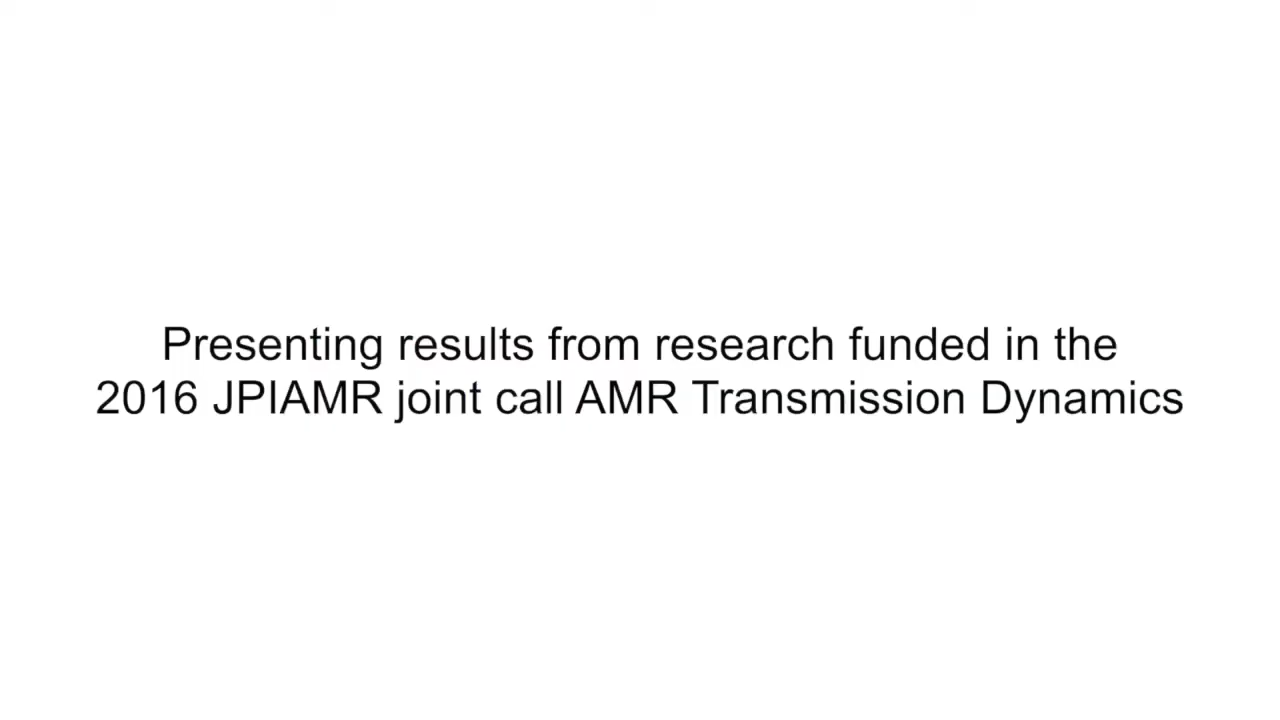 Presenting results from research funded in the
2016 JPIAMR joint call AMR Transmission Dynamics